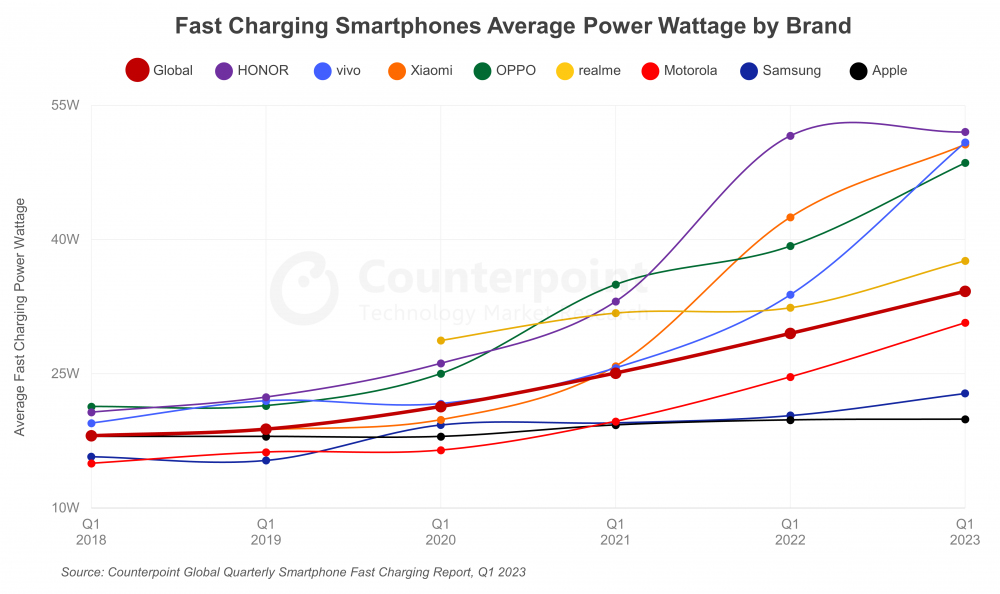 Fast Charging Smartphones Average Power Wattage by Brand
Global HONOR vivo Xiaomi OPPO realme Motorola Samsung Apple
55W
40W
25W
10W
Average Fast Charging Power Wattage
Counterpoint
Technology Market
Q1 Q1 Q1 Q1 Q1 Q1
2018 2019 2020 2021 2022 2023
Source: Counterpoint Global Quarterly Smartphone Fast Charging Report, Q1 2023